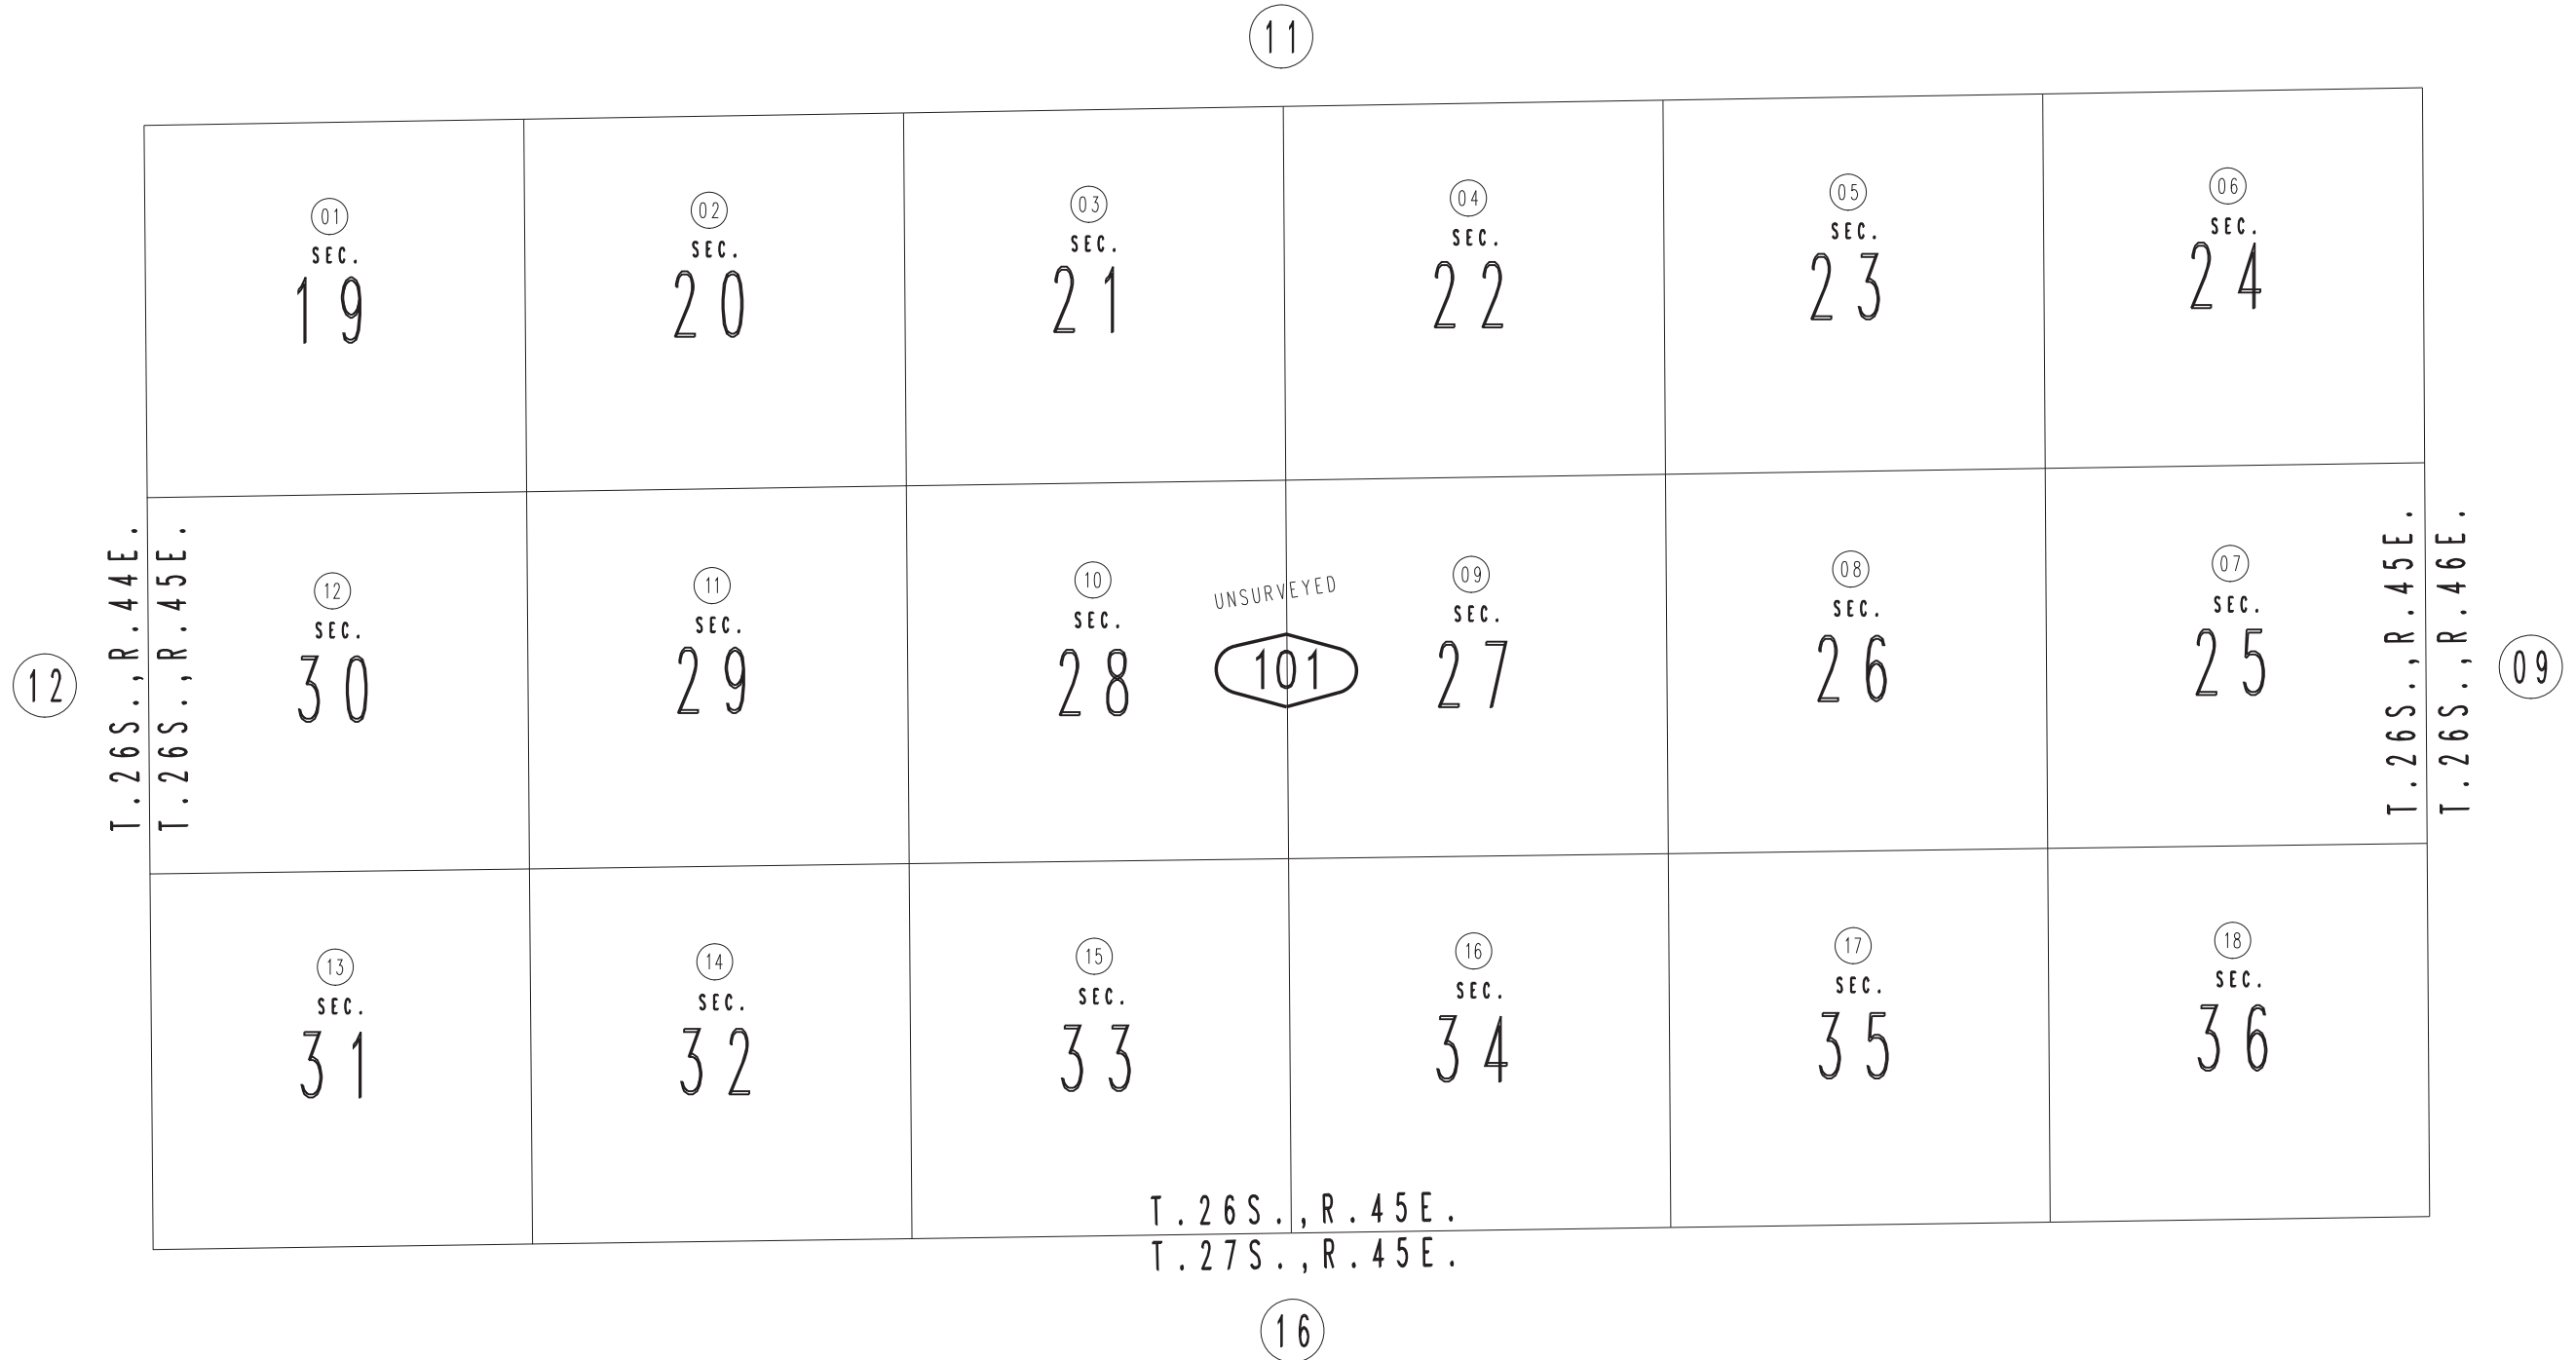 11
01
SEC.
19
02
SEC.
20
03
SEC.
21
04
SEC.
22
05
SEC.
23
06
SEC.
24
12
T.26S.,R.44E.
T.26S.,R.45E.
12
SEC.
30
11
SEC.
29
10
SEC.
28
UNSURVEYED
101
09
SEC.
27
08
SEC.
26
07
SEC.
25
T.26S.,R.45E.
T.26S.,R.46E.
09
13
SEC.
31
14
SEC.
32
15
SEC.
33
16
SEC.
34
17
SEC.
35
18
SEC.
36
T.26S.,R.45E.
T.27S.,R.45E.
16